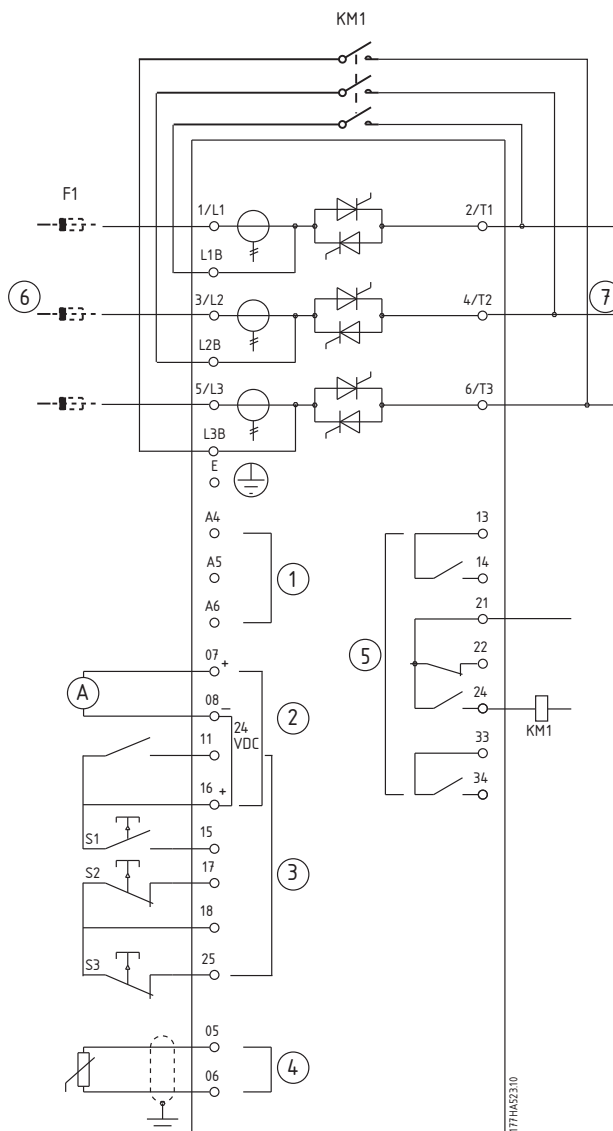 KM1
F1
1/L1
2/T1
L1B
6
3/L2
4/T2
7
L2B
5/L3
6/T3
L3B
E
A4
13
A5
1
14
A6
21
5
22
07 +
A
24
08 –
2
24
VDC
KM1
11
33
16 +
34
S1
15
S2
17
3
18
S3
25
05
4
06
177HA523.10